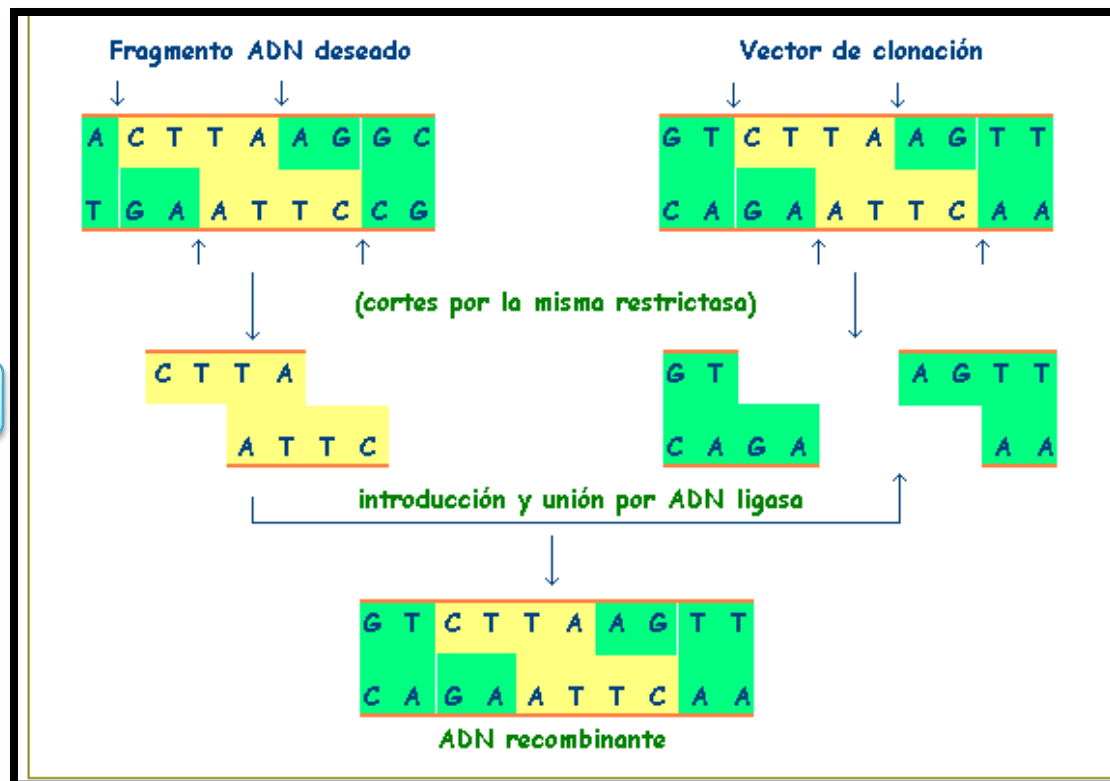 Fragmento ADN deseado
Vector de clonación
A C T T A A G G C
T G A A T T C C G
G T C T T A A G T T
C A G A A T T C A A
(cortes por la misma restrictasa)
C T T A
A T T C
G T
C A G A
A G T T
A A
introducción y unión por ADN ligasa
G T C T T A A G T T
C A G A A T T C A A
ADN recombinante